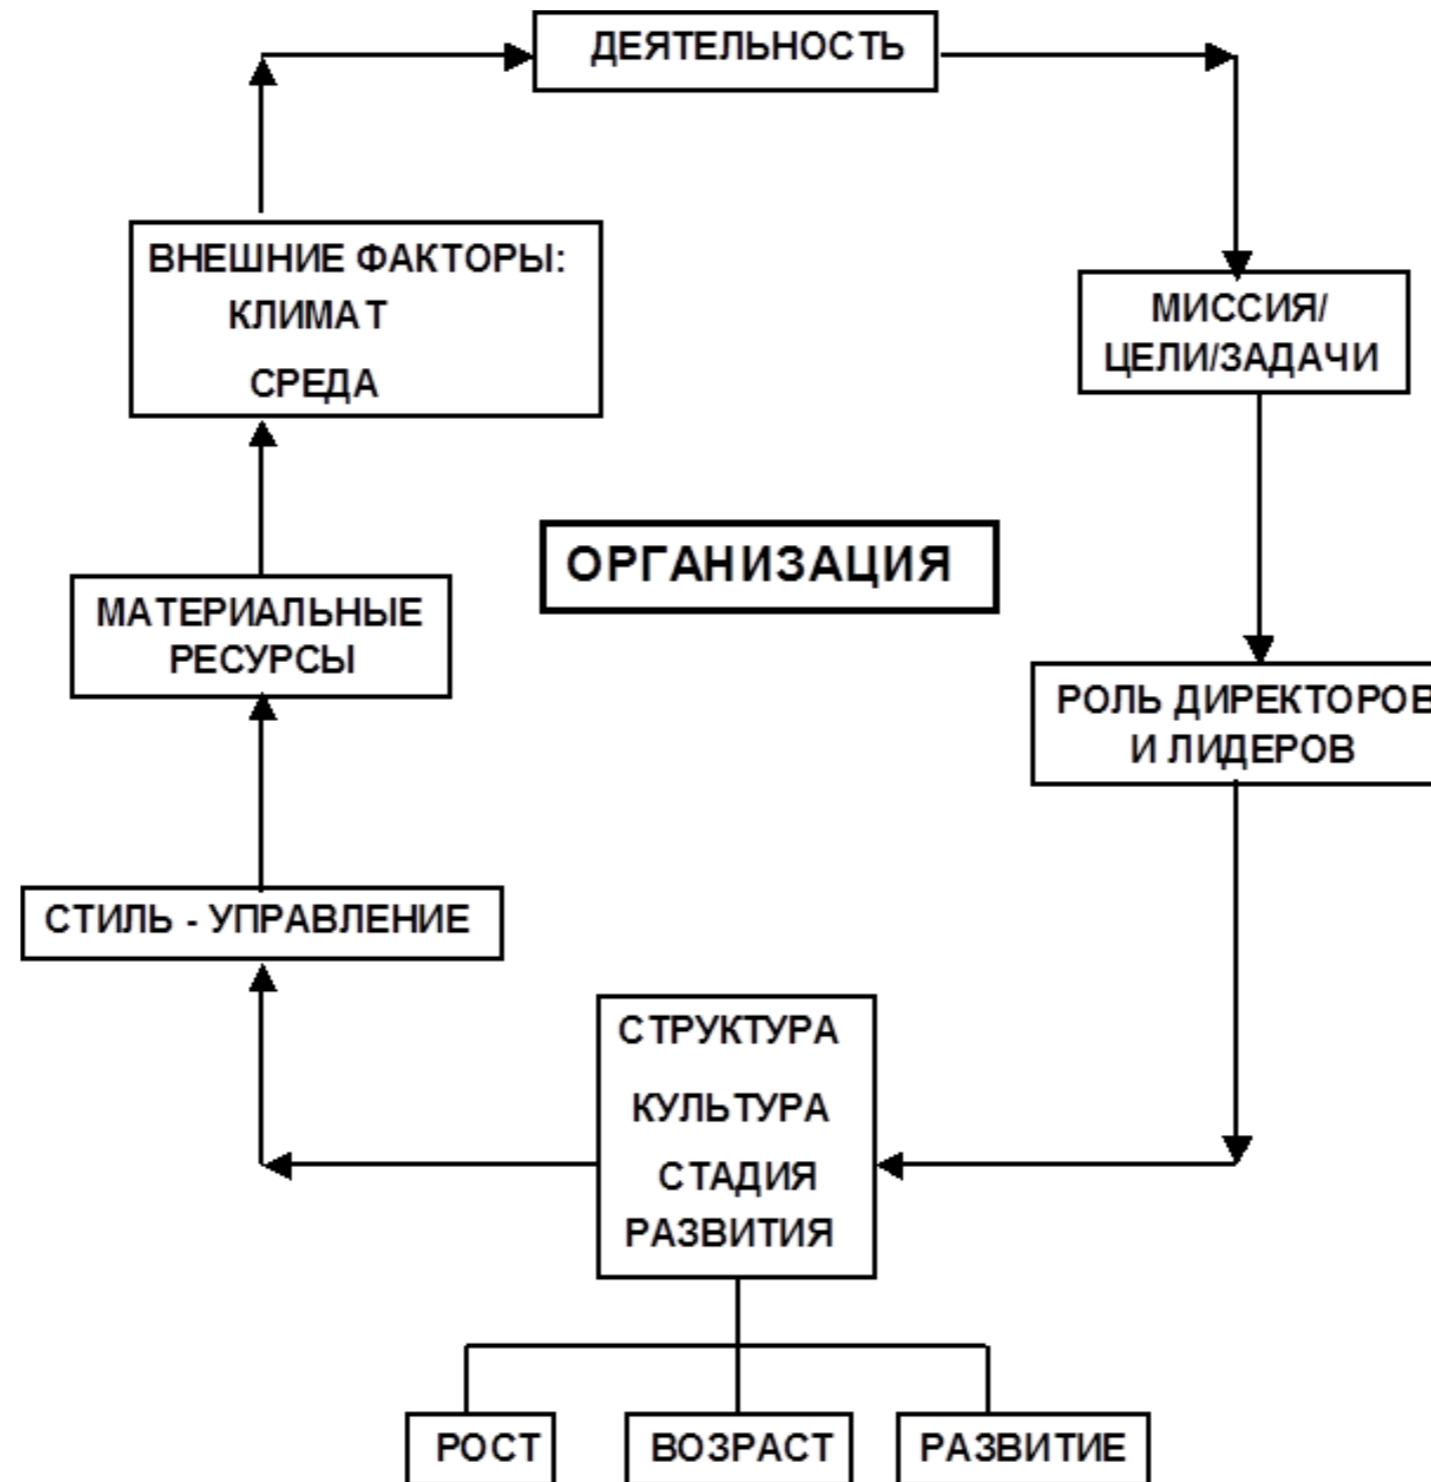 ДЕЯТЕЛЬНОСТЬ
ВНЕШНИЕ ФАКТОРЫ:
КЛИМАТ
СРЕДА
МИССИЯ/
ЦЕЛИ/ЗАДАЧИ
ОРГАНИЗАЦИЯ
МАТЕРИАЛЬНЫЕ
РЕСУРСЫ
РОЛЬ ДИРЕКТОРОВ
И ЛИДЕРОВ
СТИЛЬ - УПРАВЛЕНИЕ
СТРУКТУРА
КУЛЬТУРА
СТАДИЯ
РАЗВИТИЯ
РОСТ
ВОЗРАСТ
РАЗВИТИЕ